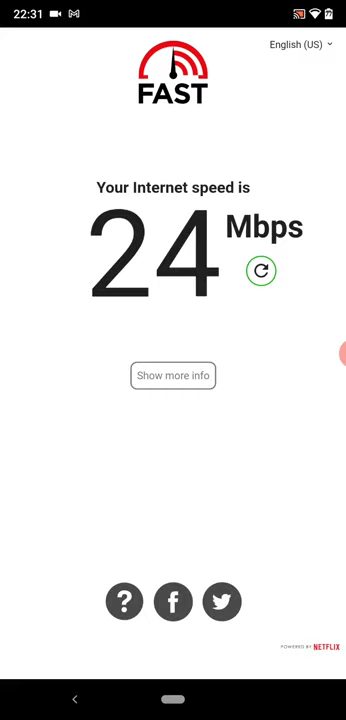 22:31
English (US)
FAST
Your Internet speed is
24 Mbps
Show more info
POWERED BY NETFLIX